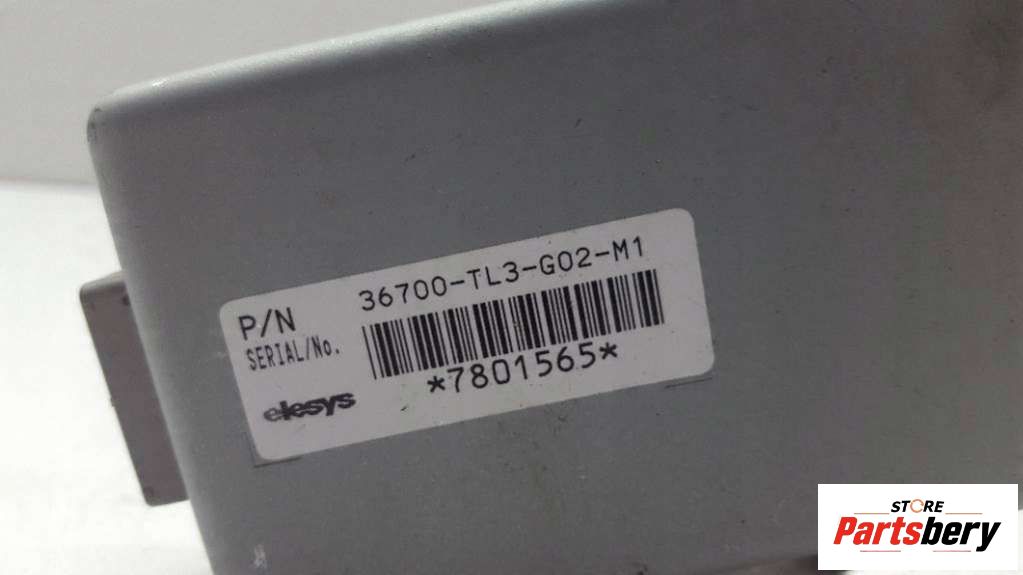 P/N 36700-TL3-G02-M1
SERIAL/No.
*7801565*
elesys
STORE
Partsbery